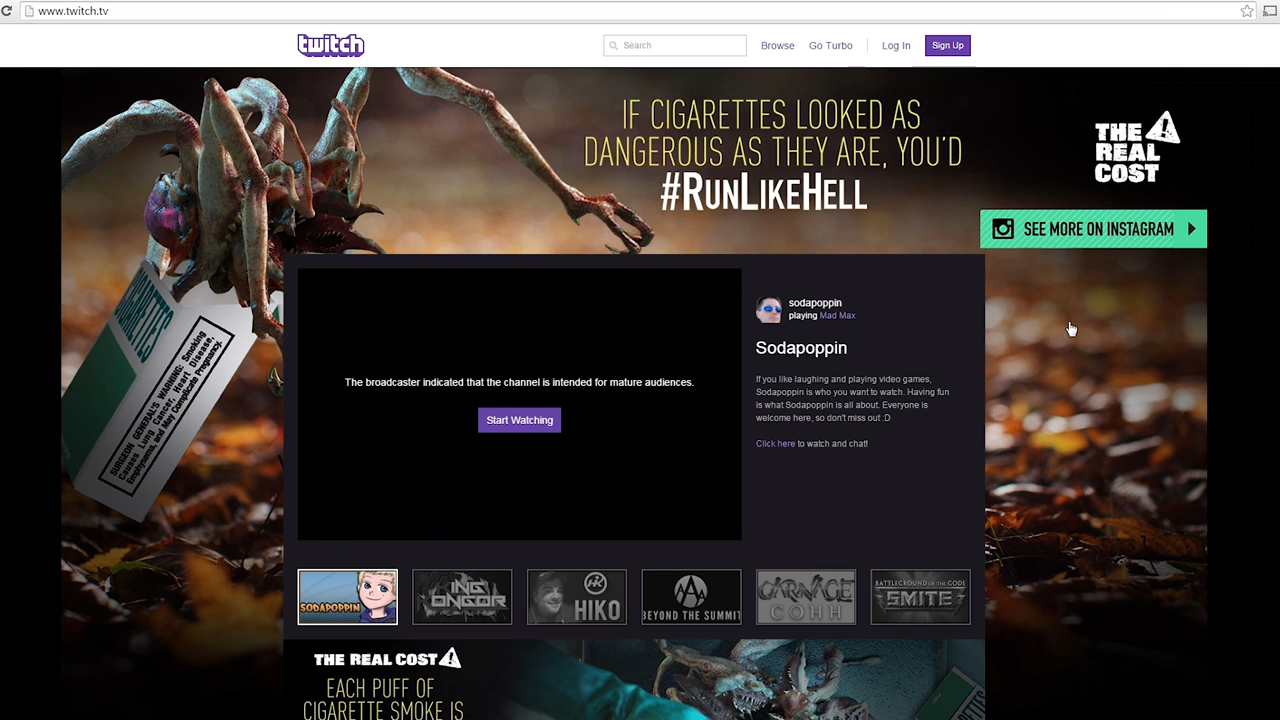 www.twitch.tv
twitch
Search
Browse
Go Turbo
Log In
Sign Up
IF CIGARETTES LOOKED AS
DANGEROUS AS THEY ARE, YOU'D
#RUNLIKEHELL
THE
REAL
COST
SEE MORE ON INSTAGRAM
CIGARETTES
SURGEON GENERAL'S WARNING: Smoking
Causes Lung Cancer, Heart Disease,
Emphysema, and May Complicate Pregnancy.
The broadcaster indicated that the channel is intended for mature audiences.
Start Watching
sodapoppin
playing Mad Max
Sodapoppin
If you like laughing and playing video games,
Sodapoppin is who you want to watch. Having fun
is what Sodapoppin is all about. Everyone is
welcome here, so don't miss out :D
Click here to watch and chat!
SODAPOPPIN
HK
HIKO
BEYOND THE SUMMIT
CARNAGE
COHH
BATTLEGROUND OF THE GODS
SMITE
THE REAL COST
EACH PUFF OF
CIGARETTE SMOKE IS